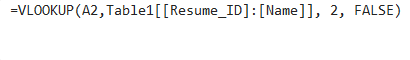 =VLOOKUP(A2,Table1[[Resume_ID]:[Name]], 2, FALSE)